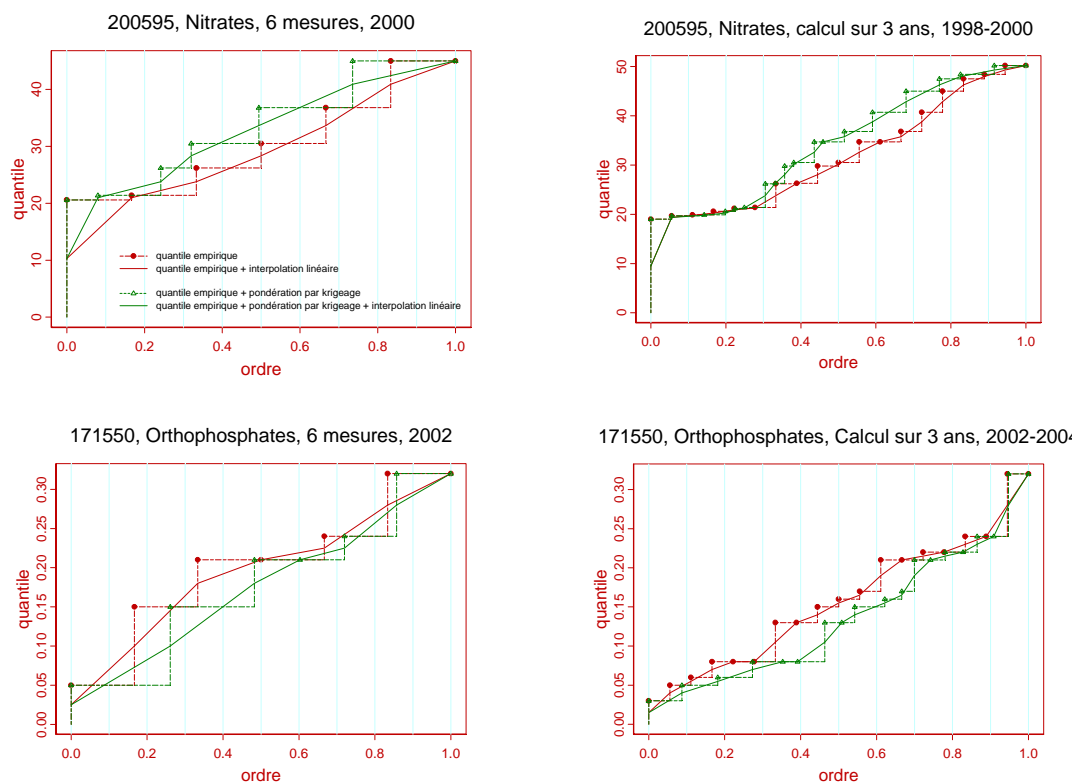 200595, Nitrates, 6 mesures, 2000
quantile
0 10 20 30 40
quantile empirique
quantile empirique + interpolation linéaire
quantile empirique + pondération par krigeage
quantile empirique + pondération par krigeage + interpolation linéaire
0.0 0.2 0.4 0.6 0.8 1.0
ordre
200595, Nitrates, calcul sur 3 ans, 1998-2000
quantile
0 10 20 30 40 50
0.0 0.2 0.4 0.6 0.8 1.0
ordre
171550, Orthophosphates, 6 mesures, 2002
quantile
0.00 0.05 0.10 0.15 0.20 0.25 0.30
0.0 0.2 0.4 0.6 0.8 1.0
ordre
171550, Orthophosphates, Calcul sur 3 ans, 2002-2004
quantile
0.00 0.05 0.10 0.15 0.20 0.25 0.30
0.0 0.2 0.4 0.6 0.8 1.0
ordre